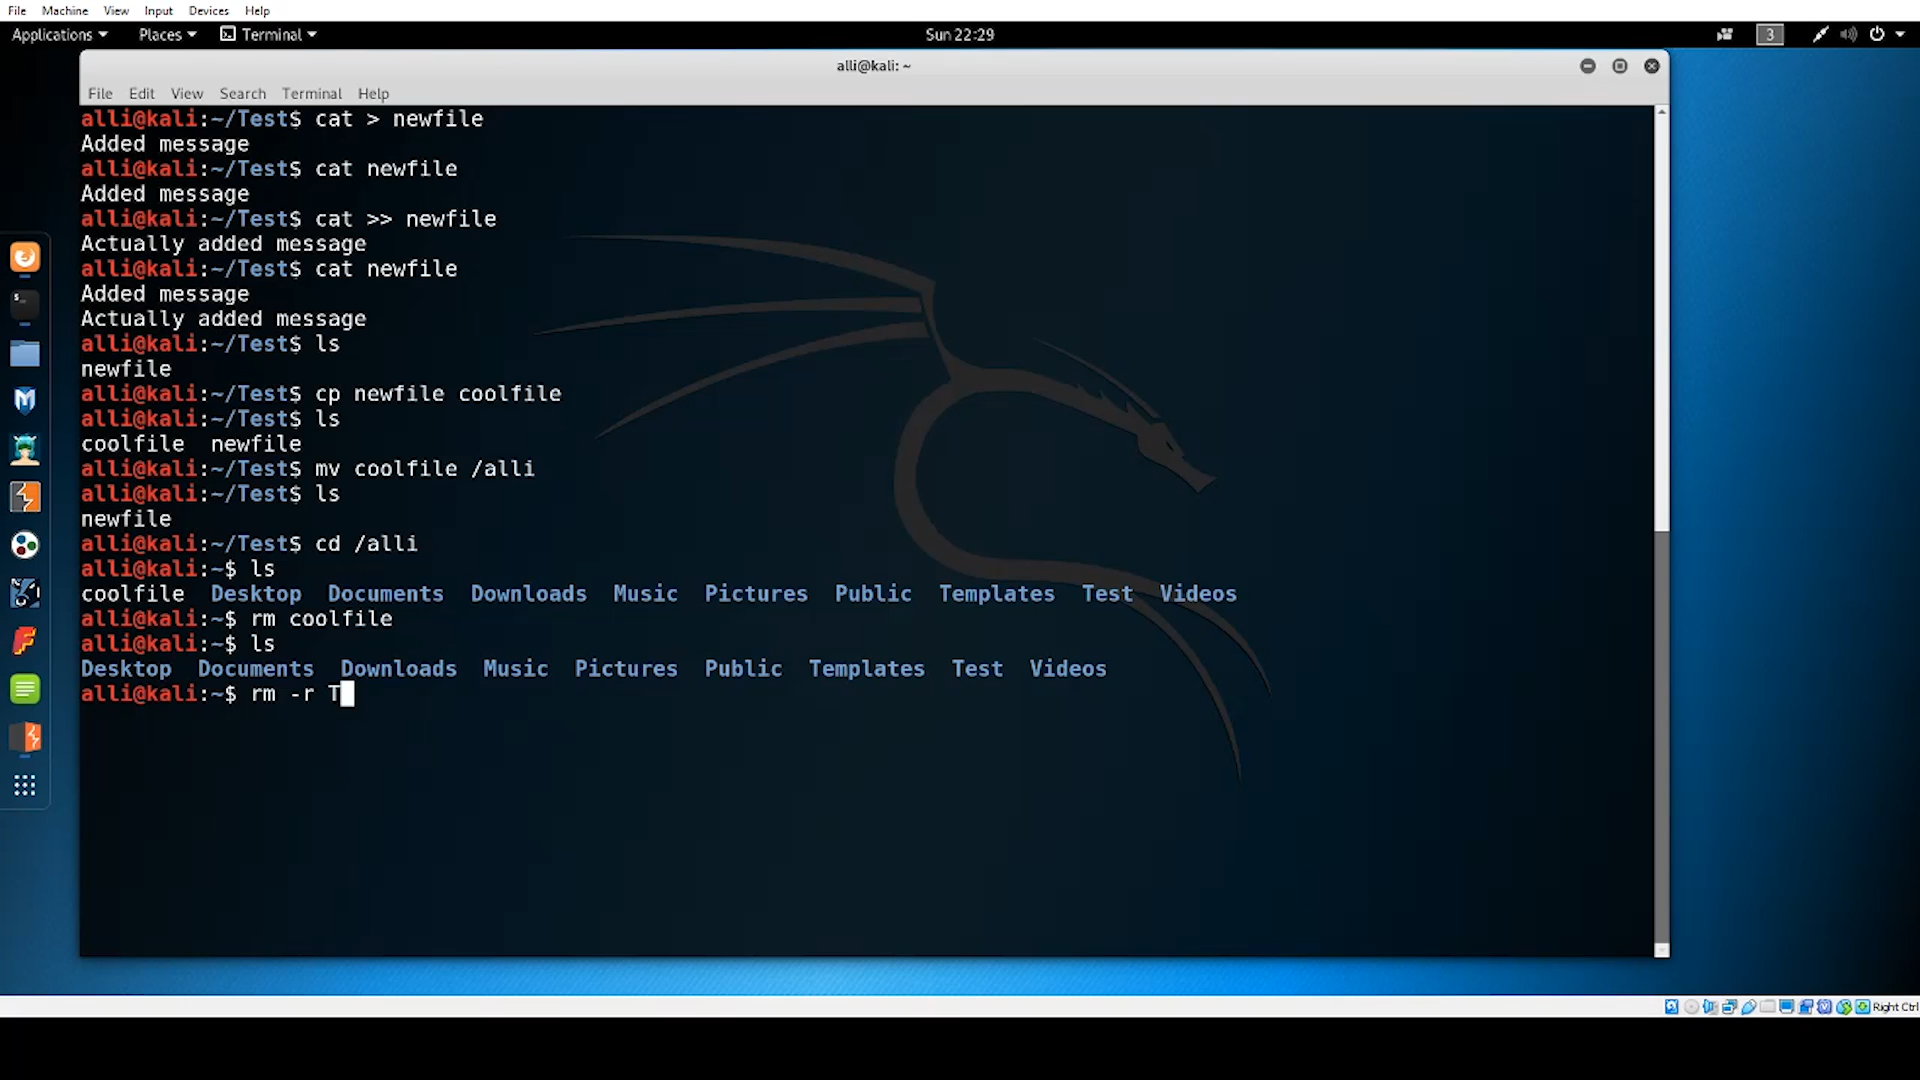 File Machine View Input Devices Help
Applications Places Terminal Sun 22:29 3
alli@kali: ~
File Edit View Search Terminal Help
alli@kali:~/Test$ cat > newfile
Added message
alli@kali:~/Test$ cat newfile
Added message
alli@kali:~/Test$ cat >> newfile
Actually added message
alli@kali:~/Test$ cat newfile
Added message
Actually added message
alli@kali:~/Test$ ls
newfile
alli@kali:~/Test$ cp newfile coolfile
alli@kali:~/Test$ ls
coolfile newfile
alli@kali:~/Test$ mv coolfile /alli
alli@kali:~/Test$ ls
newfile
alli@kali:~/Test$ cd /alli
alli@kali:~$ ls
coolfile Desktop Documents Downloads Music Pictures Public Templates Test Videos
alli@kali:~$ rm coolfile
alli@kali:~$ ls
Desktop Documents Downloads Music Pictures Public Templates Test Videos
alli@kali:~$ rm -r T
Right Ctrl